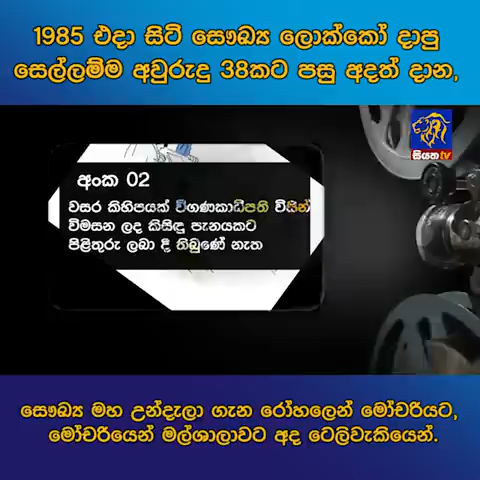 1985 එදා සිටි සෞඛ්‍ය ලොක්කෝ දාපු
සෙල්ලම්ම අවුරුදු 38කට පසු අදත් දාන,
සියත tv
අංක 02
වසර කිහිපයක් විගණකාධිපති විසින්
විමසන ලද කිසිඳු පැනයකට
පිළිතුරු ලබා දී තිබුණේ නැත
සෞඛ්‍ය මහ උන්දැලා ගැන රෝහලෙන් මෝචරියට,
මෝචරියෙන් මල්ශාලාවට අද ටෙලිවැකියෙන්.